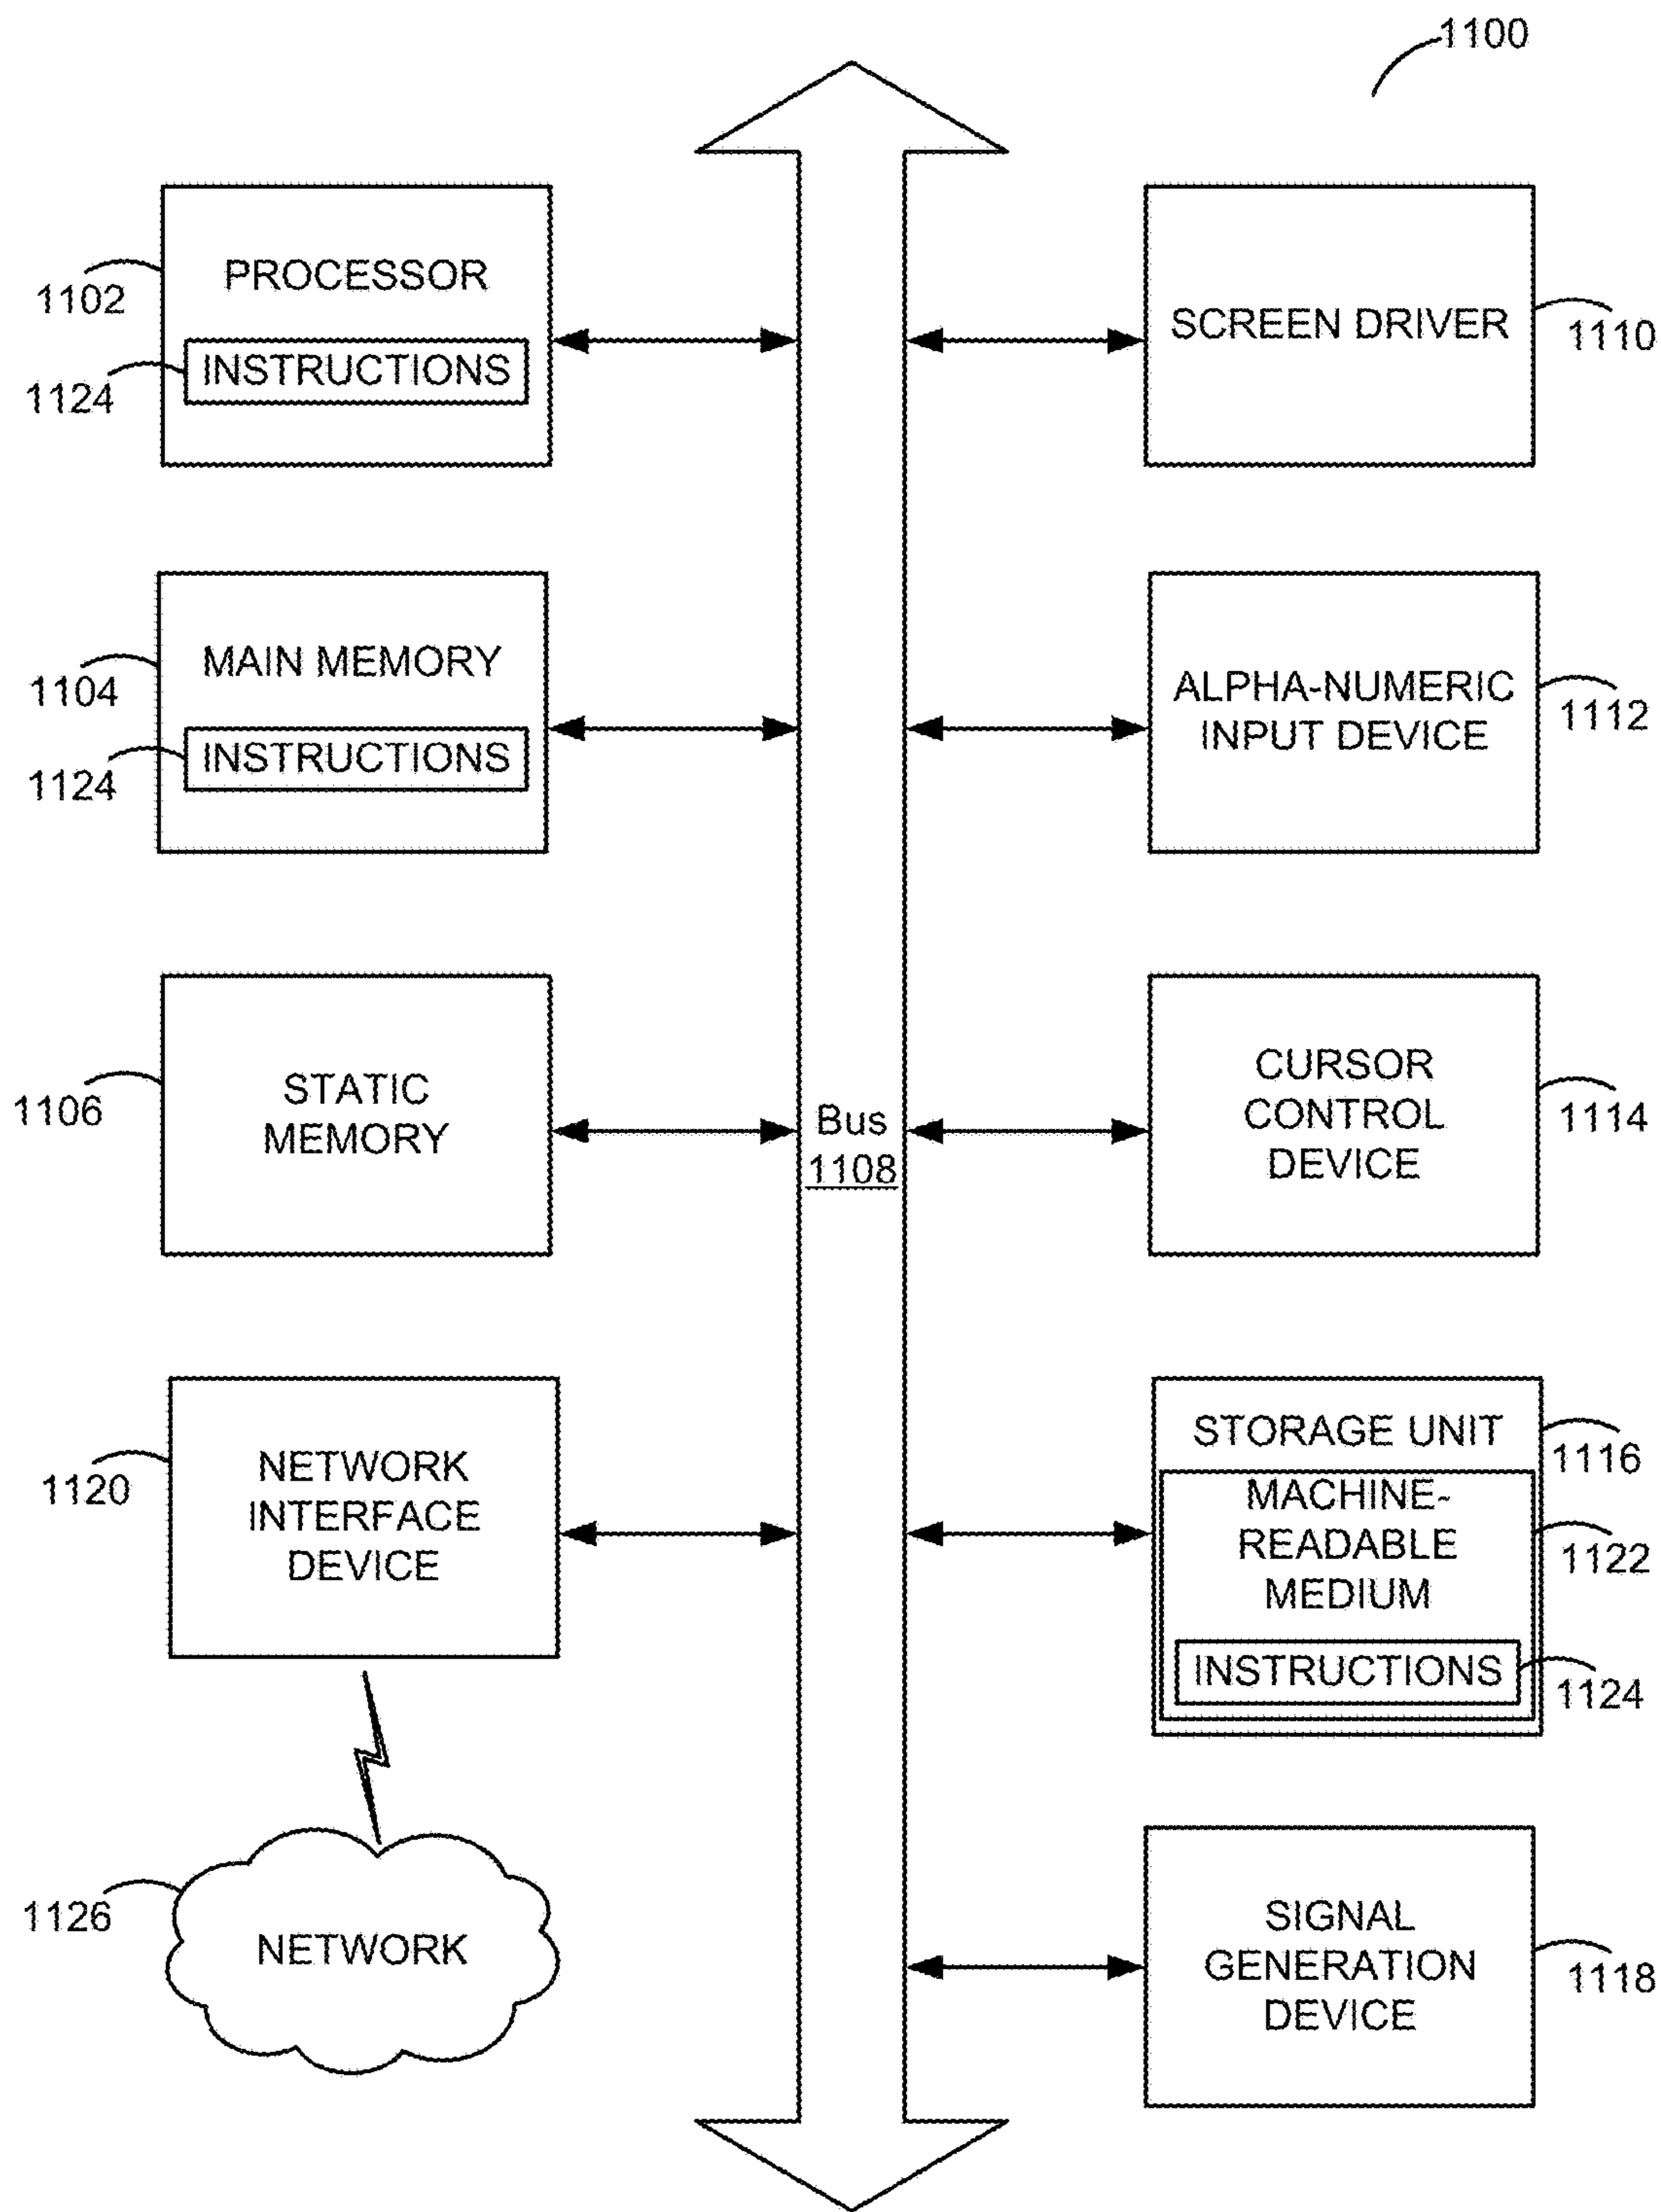 1100
PROCESSOR
1102
INSTRUCTIONS
1124
SCREEN DRIVER
1110
MAIN MEMORY
1104
INSTRUCTIONS
1124
ALPHA-NUMERIC
INPUT DEVICE
1112
STATIC
MEMORY
1106
Bus
1108
CURSOR
CONTROL
DEVICE
1114
NETWORK
INTERFACE
DEVICE
1120
STORAGE UNIT
1116
MACHINE-
READABLE
MEDIUM
1122
INSTRUCTIONS
1124
NETWORK
1126
SIGNAL
GENERATION
DEVICE
1118